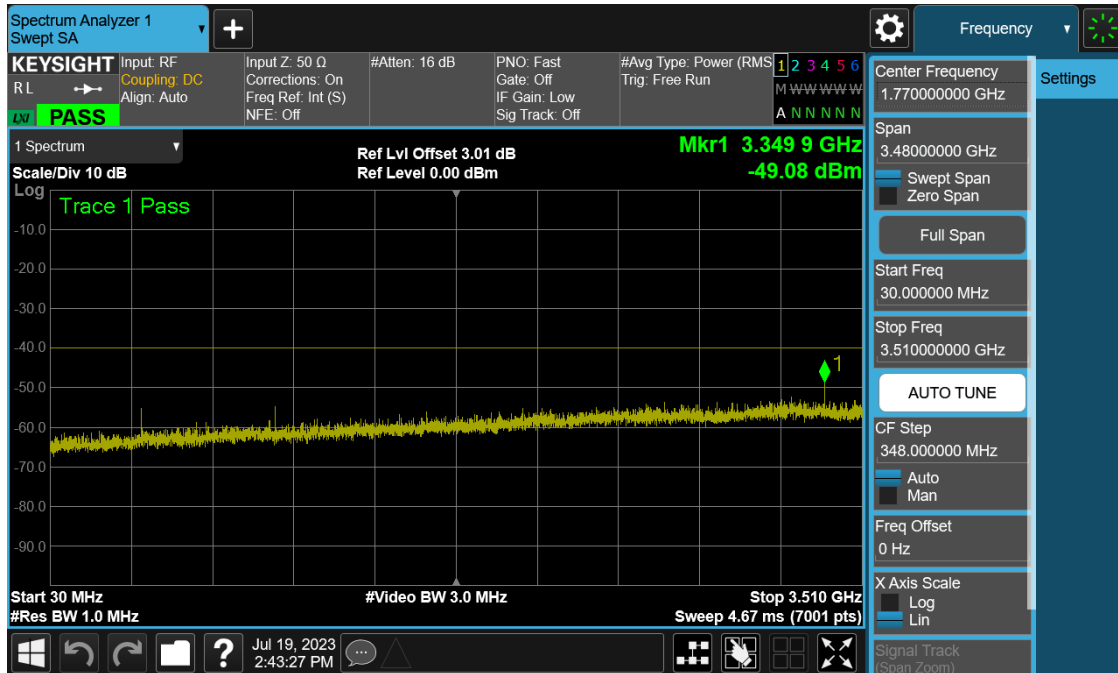 Spectrum Analyzer 1
Swept SA
Frequency
KEYSIGHT
R L
LXI
PASS
Input: RF
Coupling: DC
Align: Auto
Input Z: 50 Ω
Corrections: On
Freq Ref: Int (S)
NFE: Off
#Atten: 16 dB
PNO: Fast
Gate: Off
IF Gain: Low
Sig Track: Off
#Avg Type: Power (RMS
Trig: Free Run
1 2 3 4 5 6
M W W W W W
A N N N N N
1 Spectrum
Scale/Div 10 dB
Ref Lvl Offset 3.01 dB
Ref Level 0.00 dBm
Mkr1 3.349 9 GHz
-49.08 dBm
Log
Trace 1 Pass
-10.0
-20.0
-30.0
-40.0
-50.0
-60.0
-70.0
-80.0
-90.0
1
Start 30 MHz
#Res BW 1.0 MHz
#Video BW 3.0 MHz
Stop 3.510 GHz
Sweep 4.67 ms (7001 pts)
Jul 19, 2023
2:43:27 PM
Center Frequency
1.770000000 GHz
Settings
Span
3.48000000 GHz
Swept Span
Zero Span
Full Span
Start Freq
30.000000 MHz
Stop Freq
3.510000000 GHz
AUTO TUNE
CF Step
348.000000 MHz
Auto
Man
Freq Offset
0 Hz
X Axis Scale
Log
Lin
Signal Track
(Span Zoom)